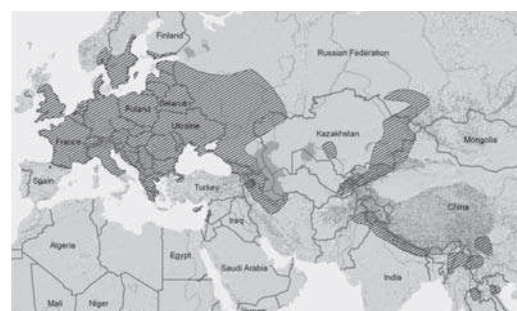 Finland
?
Russian Federation
Poland
Belarus
Ukraine
France
Kazakhstan
Mongolia
Spain
Turkey
China
Iraq
Algeria
Egypt
Saudi Arabia
India
Mali
Niger
Yemen